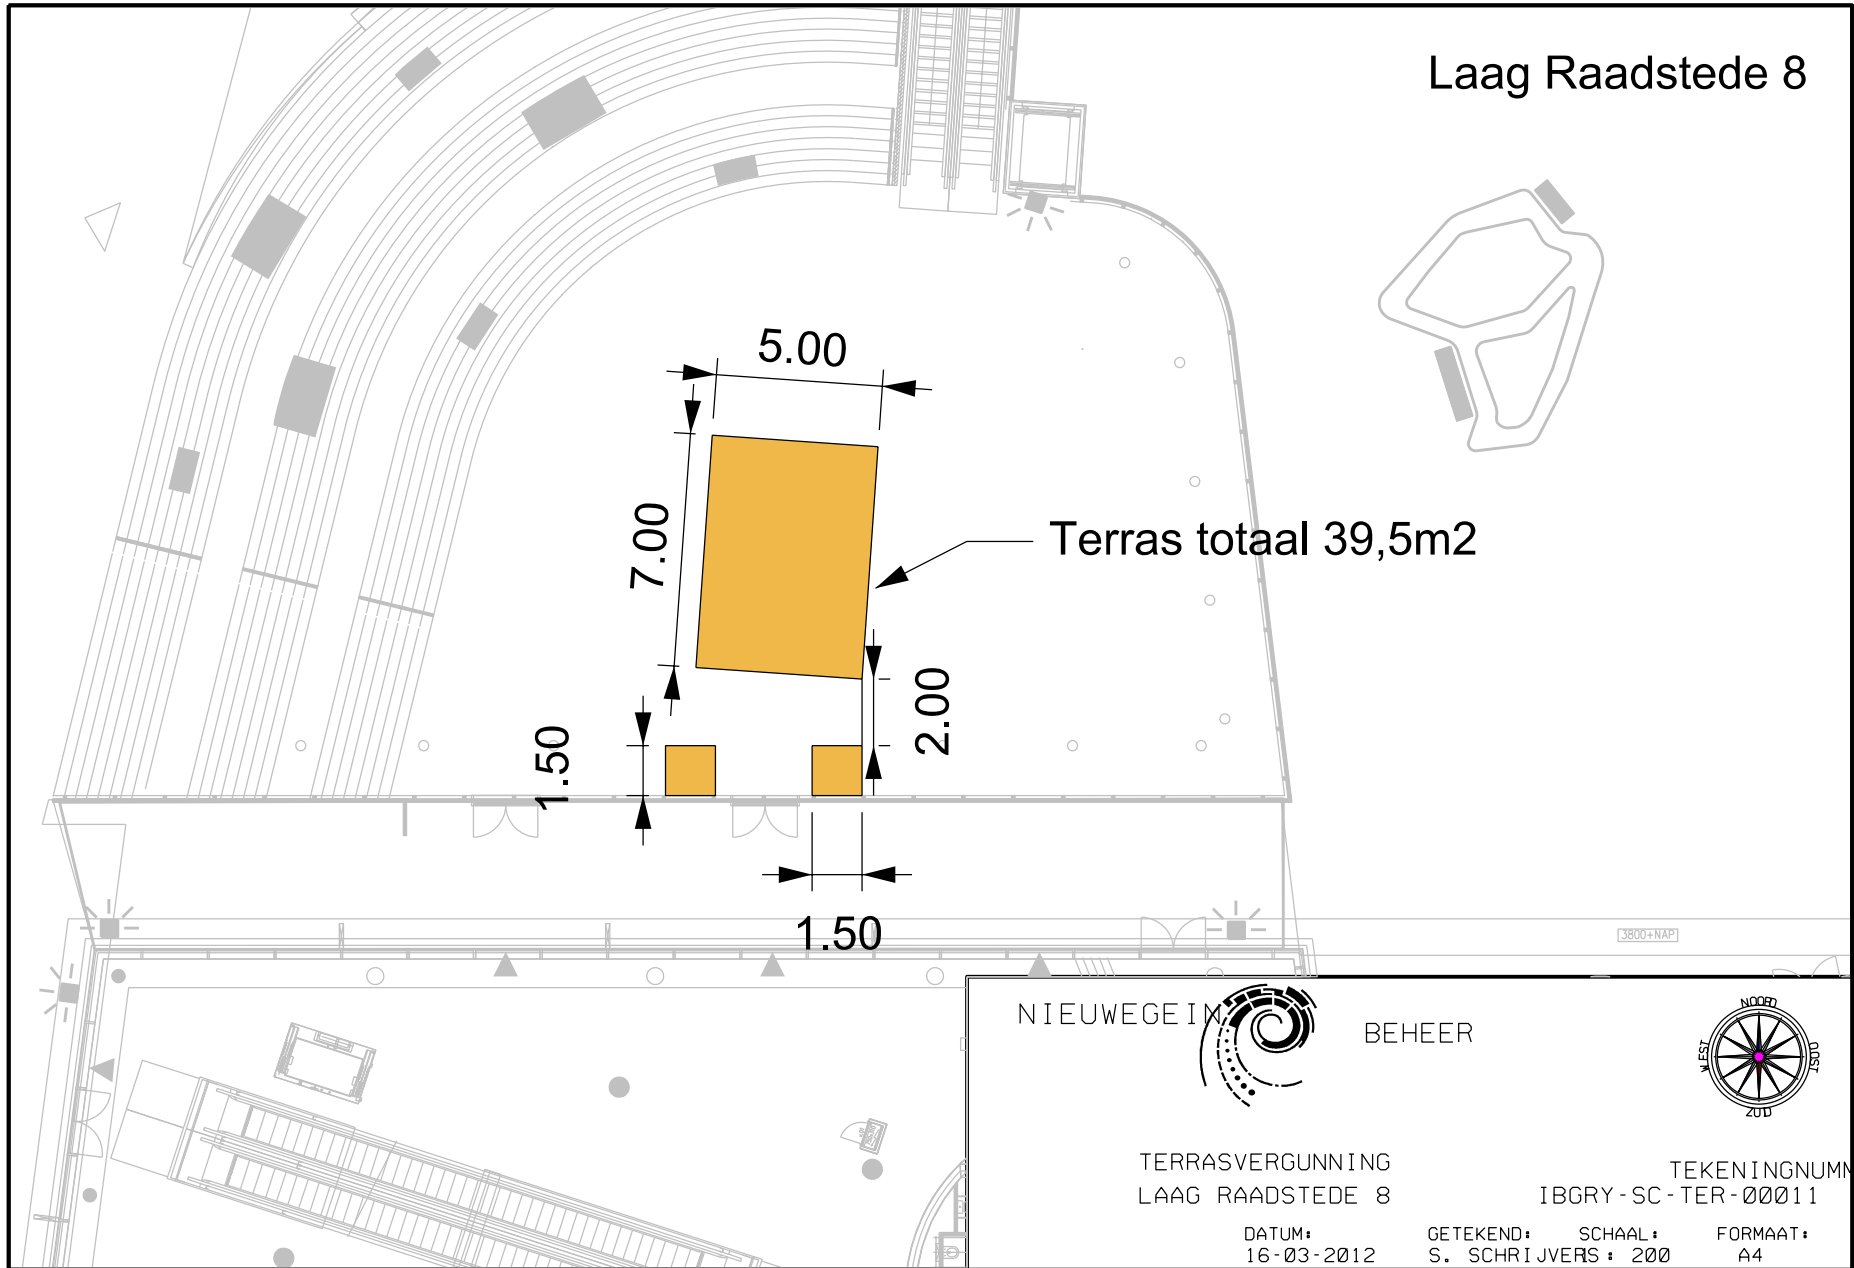 Laag Raadstede 8
5.00
7.00
Terras totaal 39,5m2
2.00
1.50
1.50
3800+NAP
NIEUWEGEIN
BEHEER
NOORD
WEST
OOST
ZUID
TERRASVERGUNNING
TEKENINGNUMM
LAAG RAADSTEDE 8
IBGRY-SC-TER-00011
DATUM: GETEKEND: SCHAAL: FORMAAT:
16-03-2012 S. SCHRIJVERS 1 : 200 A4